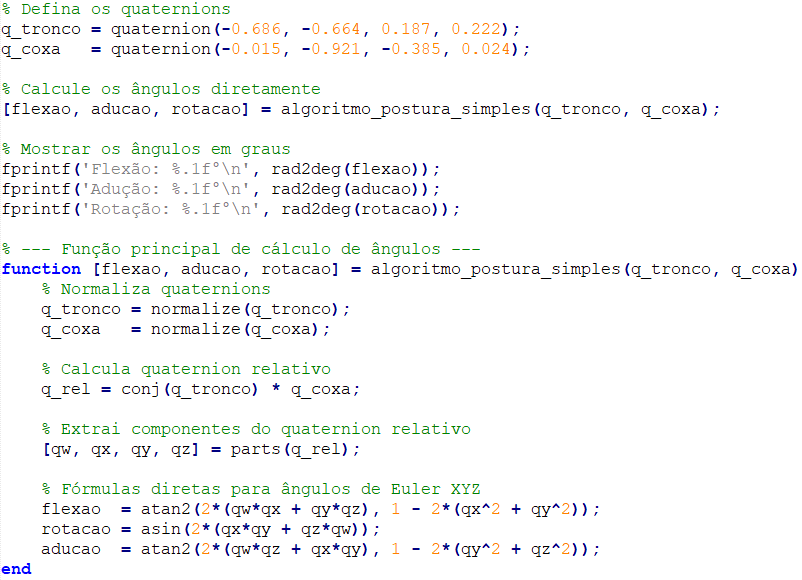 % Defina os quaternions
q_tronco = quaternion(-0.686, -0.664, 0.187, 0.222);
q_coxa   = quaternion(-0.015, -0.921, -0.385, 0.024);

% Calcule os ângulos diretamente
[flexao, aducao, rotacao] = algoritmo_postura_simples(q_tronco, q_coxa);

% Mostrar os ângulos em graus
fprintf('Flexão: %.1f°\n', rad2deg(flexao));
fprintf('Adução: %.1f°\n', rad2deg(aducao));
fprintf('Rotação: %.1f°\n', rad2deg(rotacao));

% --- Função principal de cálculo de ângulos ---
function [flexao, aducao, rotacao] = algoritmo_postura_simples(q_tronco, q_coxa)
    % Normaliza quaternions
    q_tronco = normalize(q_tronco);
    q_coxa   = normalize(q_coxa);

    % Calcula quaternion relativo
    q_rel = conj(q_tronco) * q_coxa;

    % Extrai componentes do quaternion relativo
    [qw, qx, qy, qz] = parts(q_rel);

    % Fórmulas diretas para ângulos de Euler XYZ
    flexao  = atan2(2*(qw*qx + qy*qz), 1 - 2*(qx^2 + qy^2));
    rotacao = asin(2*(qx*qy + qz*qw));
    aducao  = atan2(2*(qw*qz + qx*qy), 1 - 2*(qy^2 + qz^2));
end